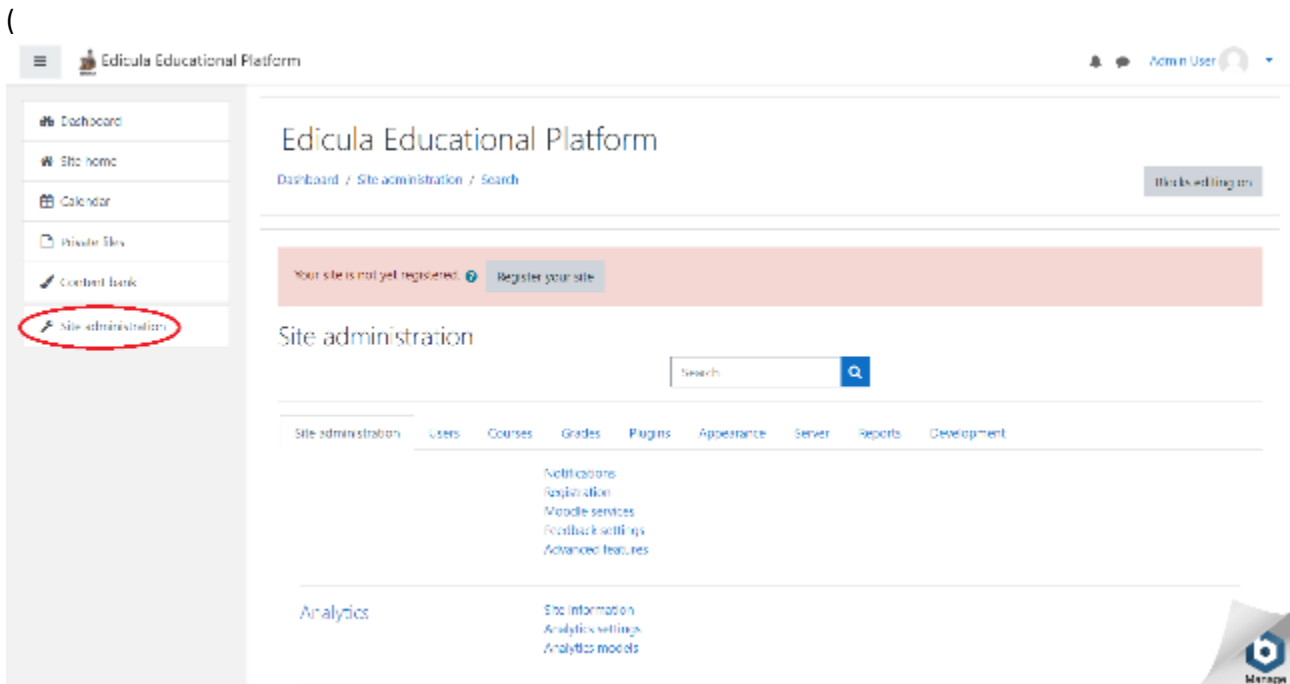 (
Edicula Educational Platform
Admin User
Dashboard
Site home
Calendar
Private files
Content bank
Site administration
Edicula Educational Platform
Dashboard / Site administration / Search
Blocks editing on
Your site is not yet registered. Register your site
Site administration
Search
Site administration Users Courses Grades Plugins Appearance Server Reports Development
Notifications
Registration
Moodle services
Feedback settings
Advanced features
Analytics
Site information
Analytics settings
Analytics models
Manage